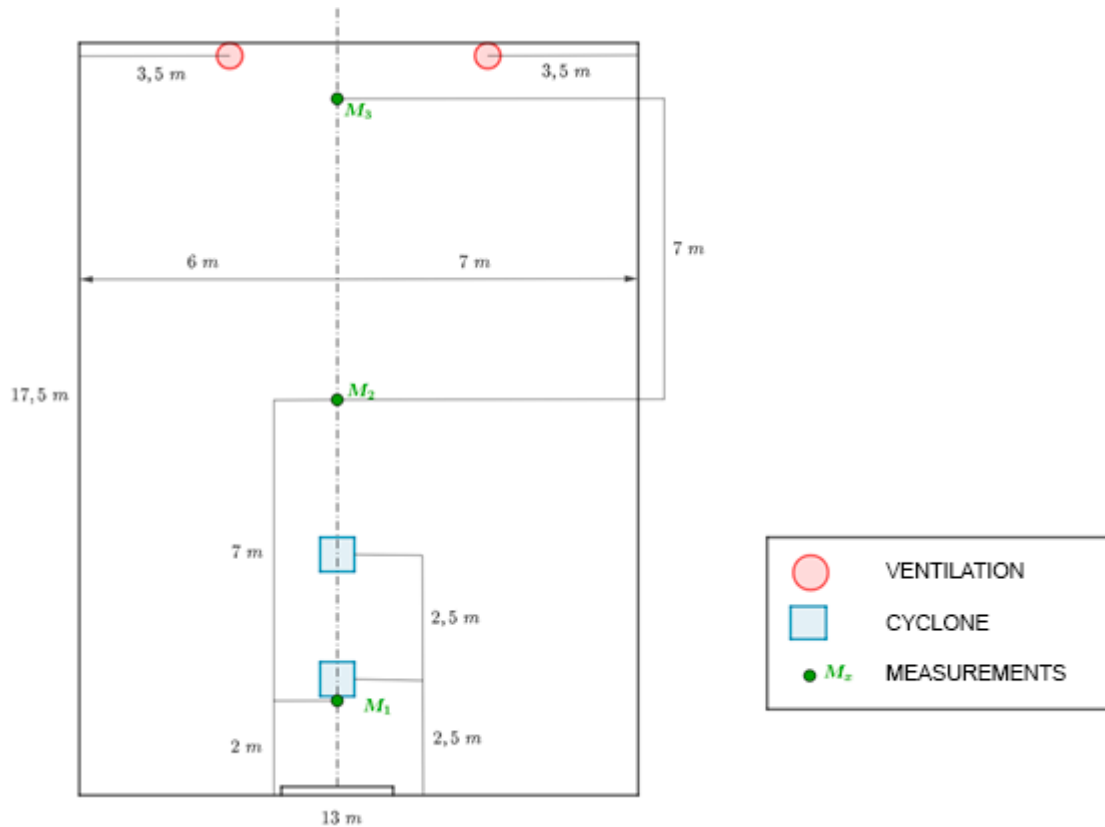 3,5 m
3,5 m
M3
6 m
7 m
7 m
17,5 m
M2
7 m
2,5 m
M1
2 m
2,5 m
13 m
VENTILATION
CYCLONE
Mx MEASUREMENTS